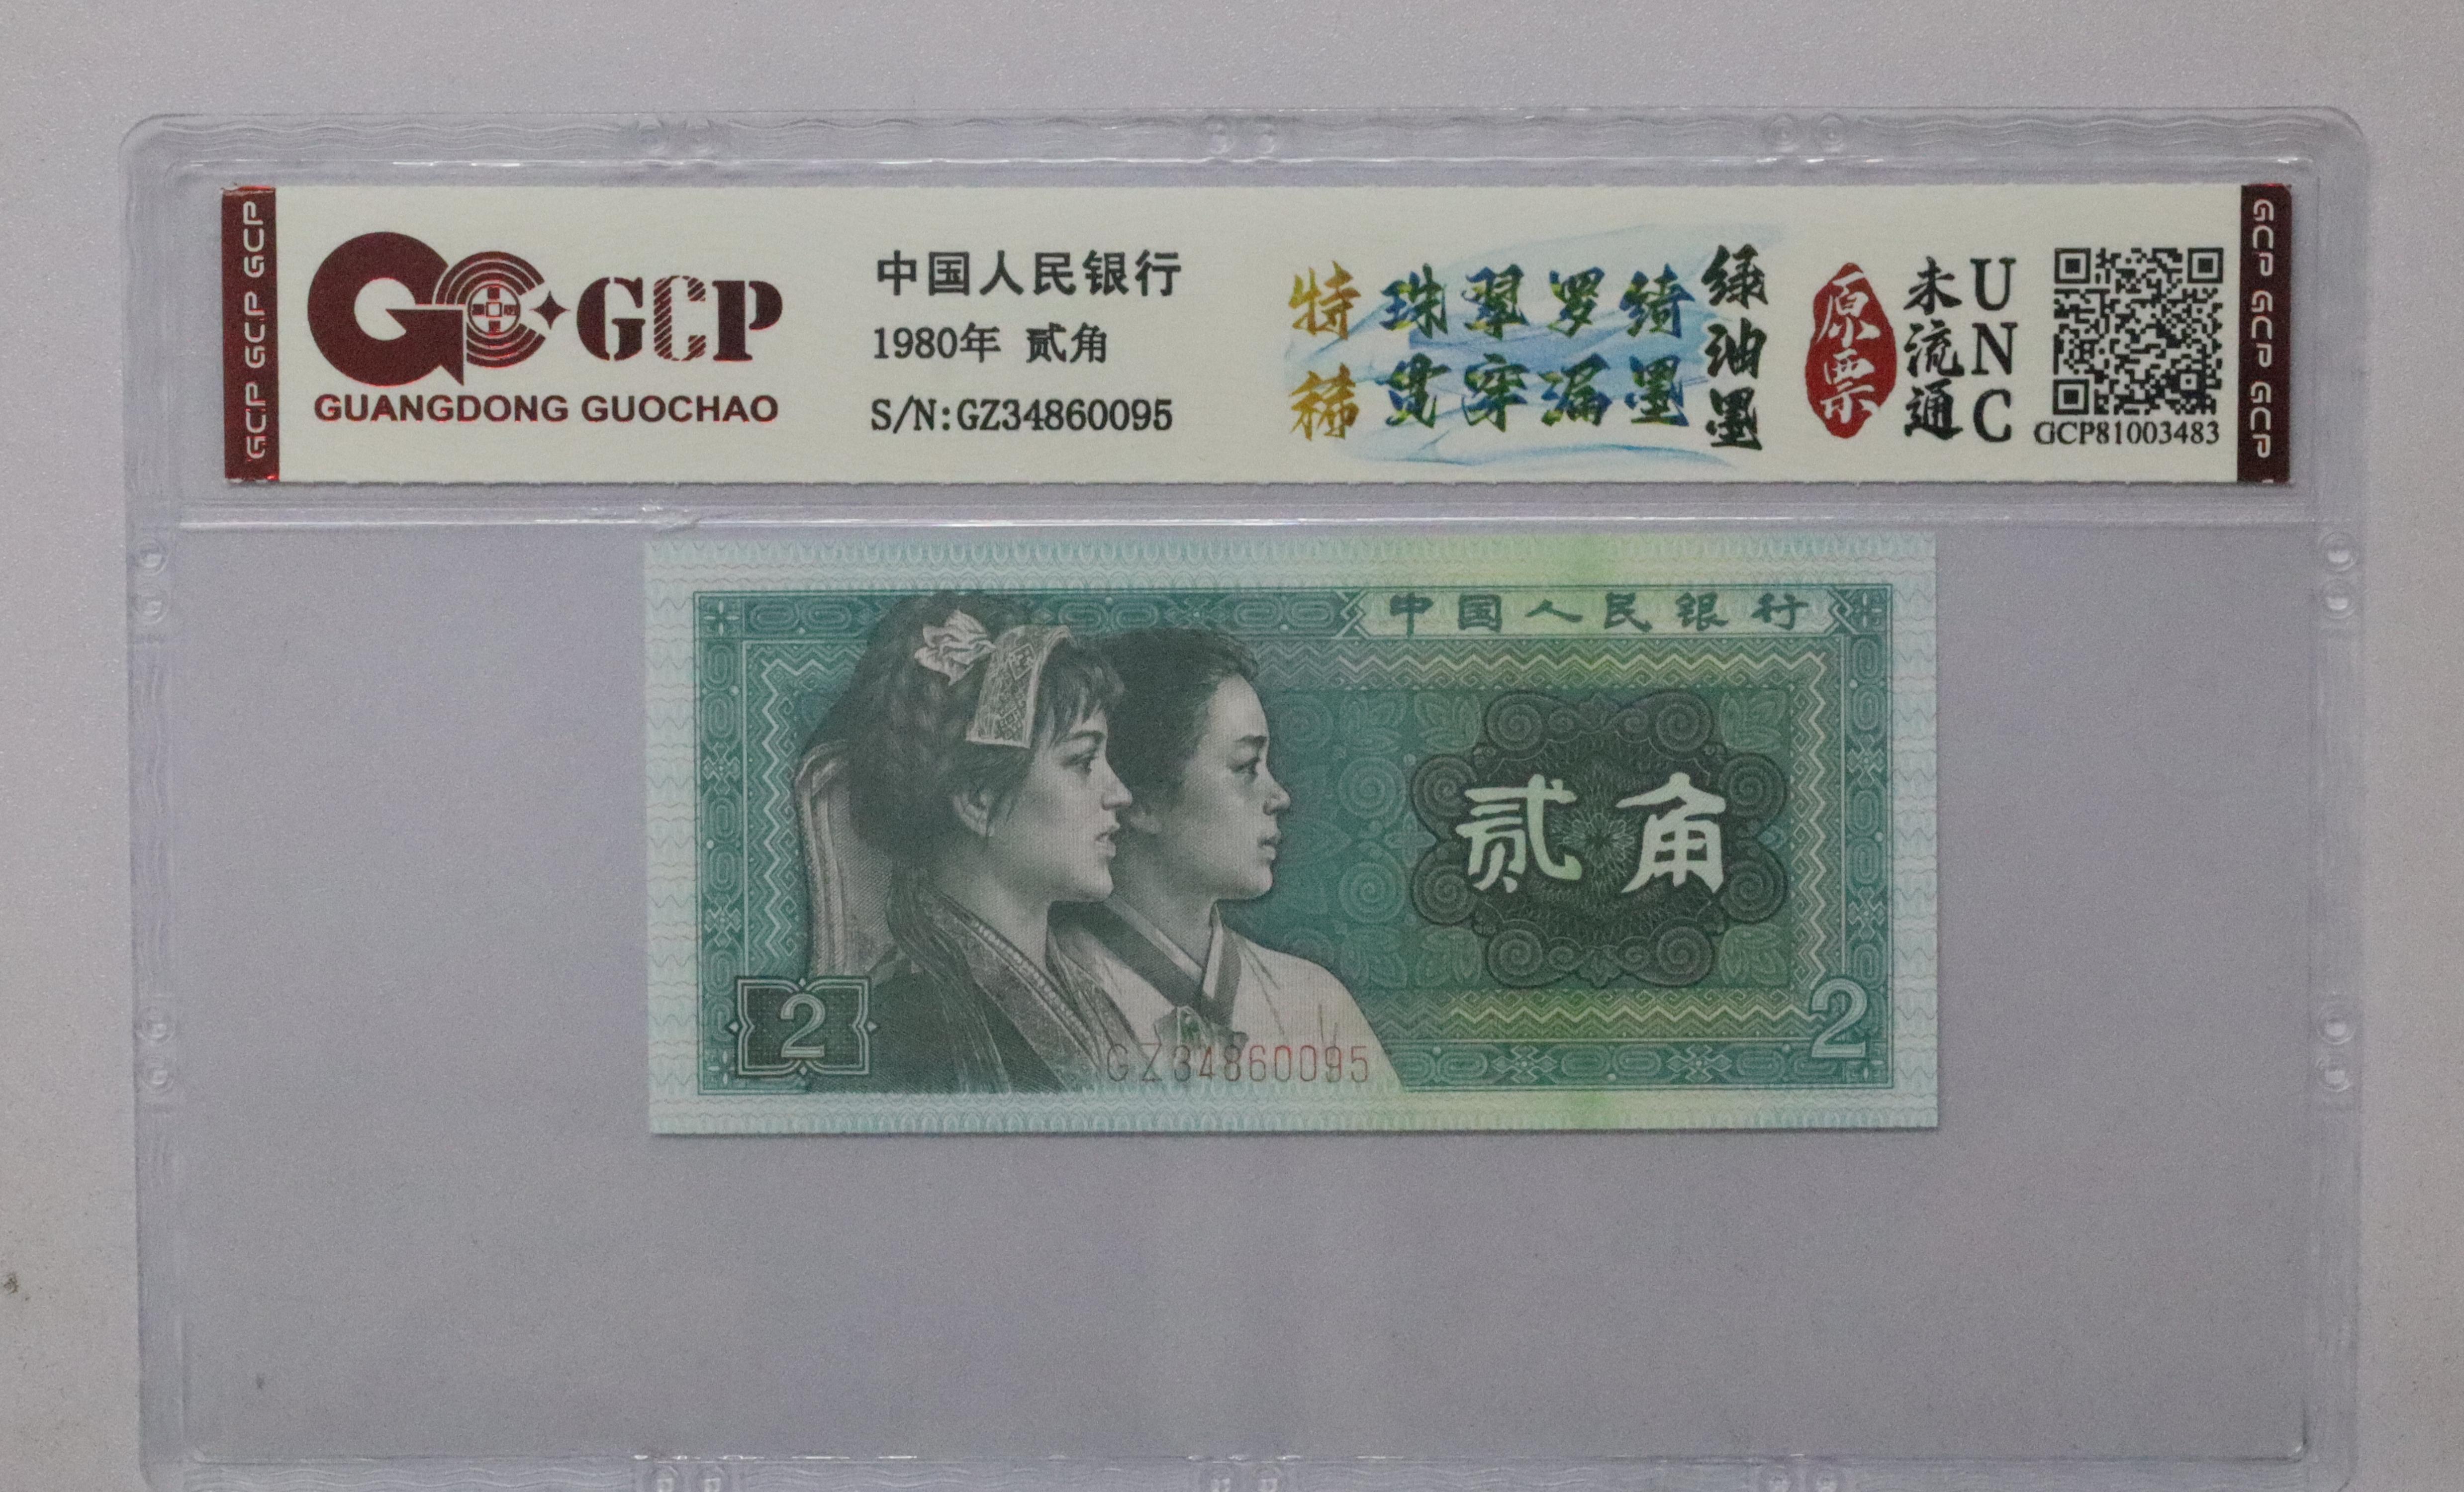 GCP GCP GCP
GCP
GUANGDONG GUOCHAO
中国人民银行
1980年 贰角
S/N:GZ34860095
特稀
珠翠罗绮
贯穿漏墨
绿油墨
原票
未流通
UNC
GCP81003483
GCP GCP GCP
中国人民银行
贰角
2
GZ34860095
2